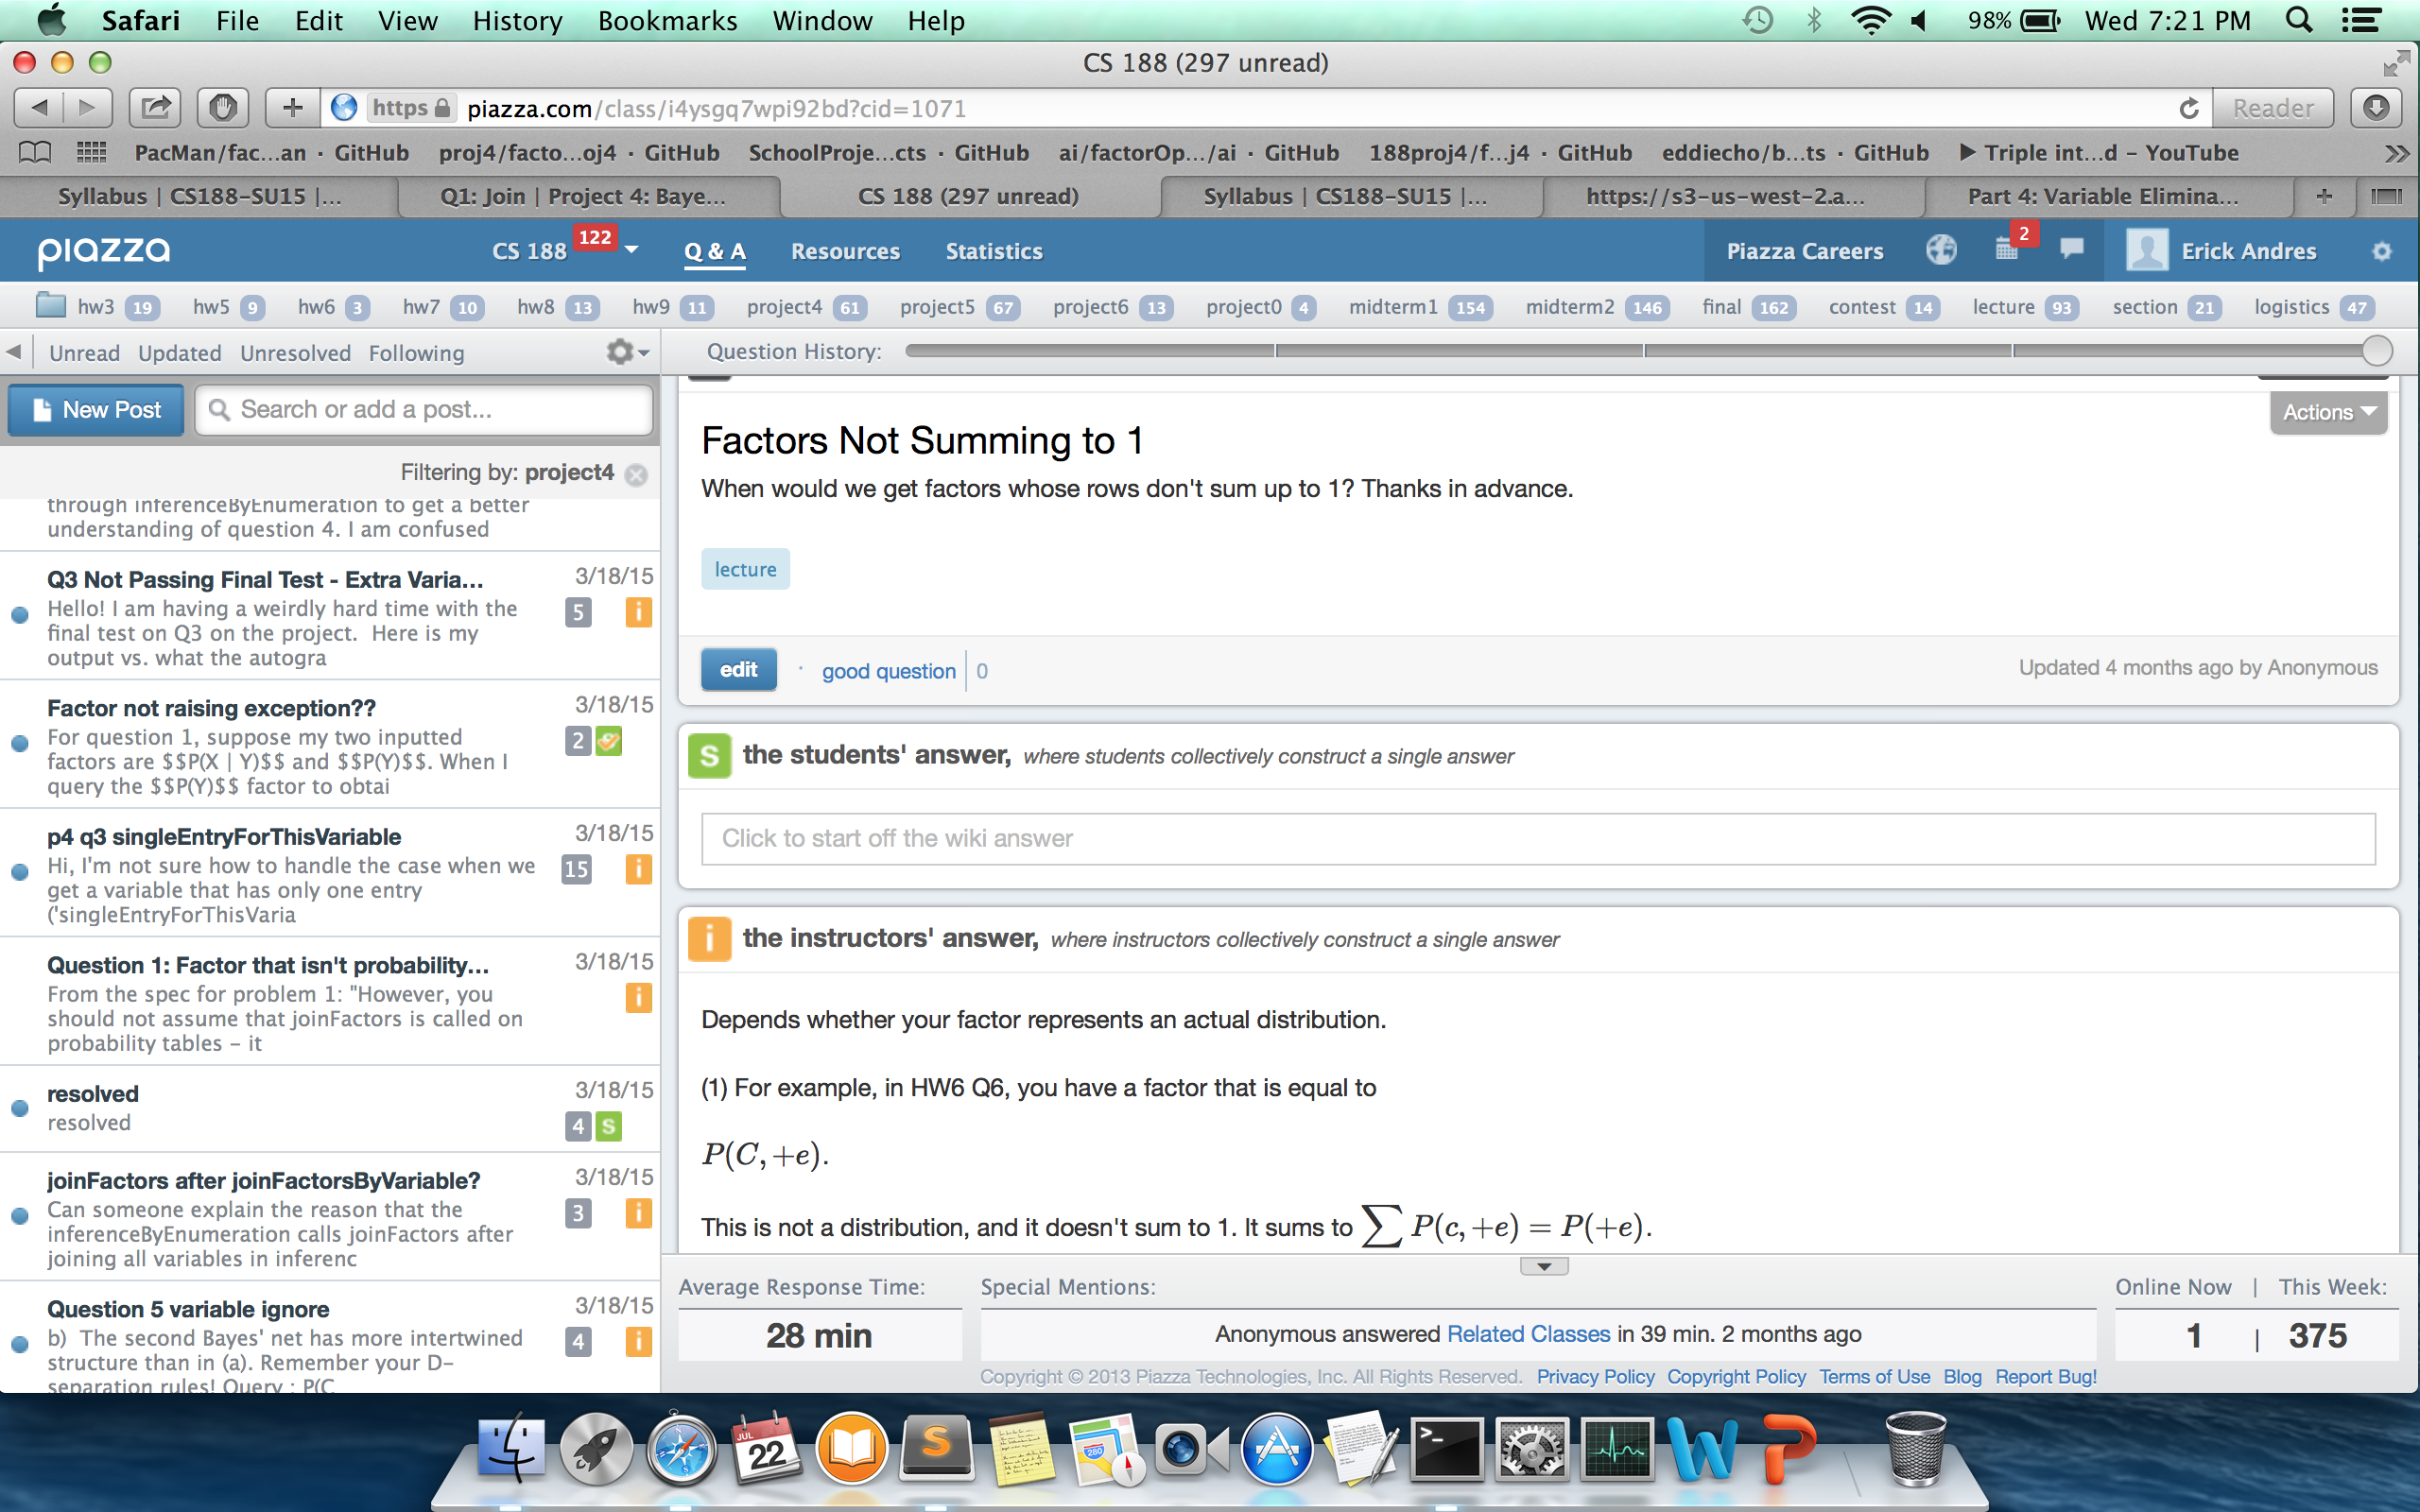 Safari File Edit View History Bookmarks Window Help 98% Wed 7:21 PM
CS 188 (297 unread)
https piazza.com/class/i4ysgq7wpi92bd?cid=1071 Reader
PacMan/fac...an · GitHub proj4/facto...oj4 · GitHub SchoolProje...cts · GitHub ai/factorOp.../ai · GitHub 188proj4/f...j4 · GitHub eddiecho/b...ts · GitHub ▶ Triple int...d – YouTube
Syllabus | CS188-SU15 |... Q1: Join | Project 4: Baye... CS 188 (297 unread) Syllabus | CS188-SU15 |... https://s3-us-west-2.a... Part 4: Variable Elimina...
piazza CS 188 122 Q & A Resources Statistics Piazza Careers 2 Erick Andres
hw3 19 hw5 9 hw6 3 hw7 10 hw8 13 hw9 11 project4 61 project5 67 project6 13 project0 4 midterm1 154 midterm2 146 final 162 contest 14 lecture 93 section 21 logistics 47
Unread Updated Unresolved Following
New Post Search or add a post...
Filtering by: project4
through inferenceByEnumeration to get a better
understanding of question 4. I am confused
Q3 Not Passing Final Test - Extra Varia... 3/18/15
Hello! I am having a weirdly hard time with the 5 i
final test on Q3 on the project. Here is my
output vs. what the autogra
Factor not raising exception?? 3/18/15
For question 1, suppose my two inputted 2
factors are $$P(X | Y)$$ and $$P(Y)$$. When I
query the $$P(Y)$$ factor to obtai
p4 q3 singleEntryForThisVariable 3/18/15
Hi, I'm not sure how to handle the case when we 15 i
get a variable that has only one entry
('singleEntryForThisVaria
Question 1: Factor that isn't probability... 3/18/15
From the spec for problem 1: "However, you i
should not assume that joinFactors is called on
probability tables – it
resolved 3/18/15
resolved 4 S
joinFactors after joinFactorsByVariable? 3/18/15
Can someone explain the reason that the 3 i
inferenceByEnumeration calls joinFactors after
joining all variables in inferenc
Question 5 variable ignore 3/18/15
b) The second Bayes' net has more intertwined 4 i
structure than in (a). Remember your D-
separation rules! Query : P(C
Question History:
Actions
Factors Not Summing to 1
When would we get factors whose rows don't sum up to 1? Thanks in advance.
lecture
edit · good question 0 Updated 4 months ago by Anonymous
S the students' answer, where students collectively construct a single answer
Click to start off the wiki answer
i the instructors' answer, where instructors collectively construct a single answer
Depends whether your factor represents an actual distribution.
(1) For example, in HW6 Q6, you have a factor that is equal to
P(C, +e).
This is not a distribution, and it doesn't sum to 1. It sums to ∑ P(c, +e) = P(+e).
Average Response Time: Special Mentions: Online Now | This Week:
28 min Anonymous answered Related Classes in 39 min. 2 months ago 1 | 375
Copyright © 2013 Piazza Technologies, Inc. All Rights Reserved. Privacy Policy Copyright Policy Terms of Use Blog Report Bug!
JUL
22
S
280
>_
W
P